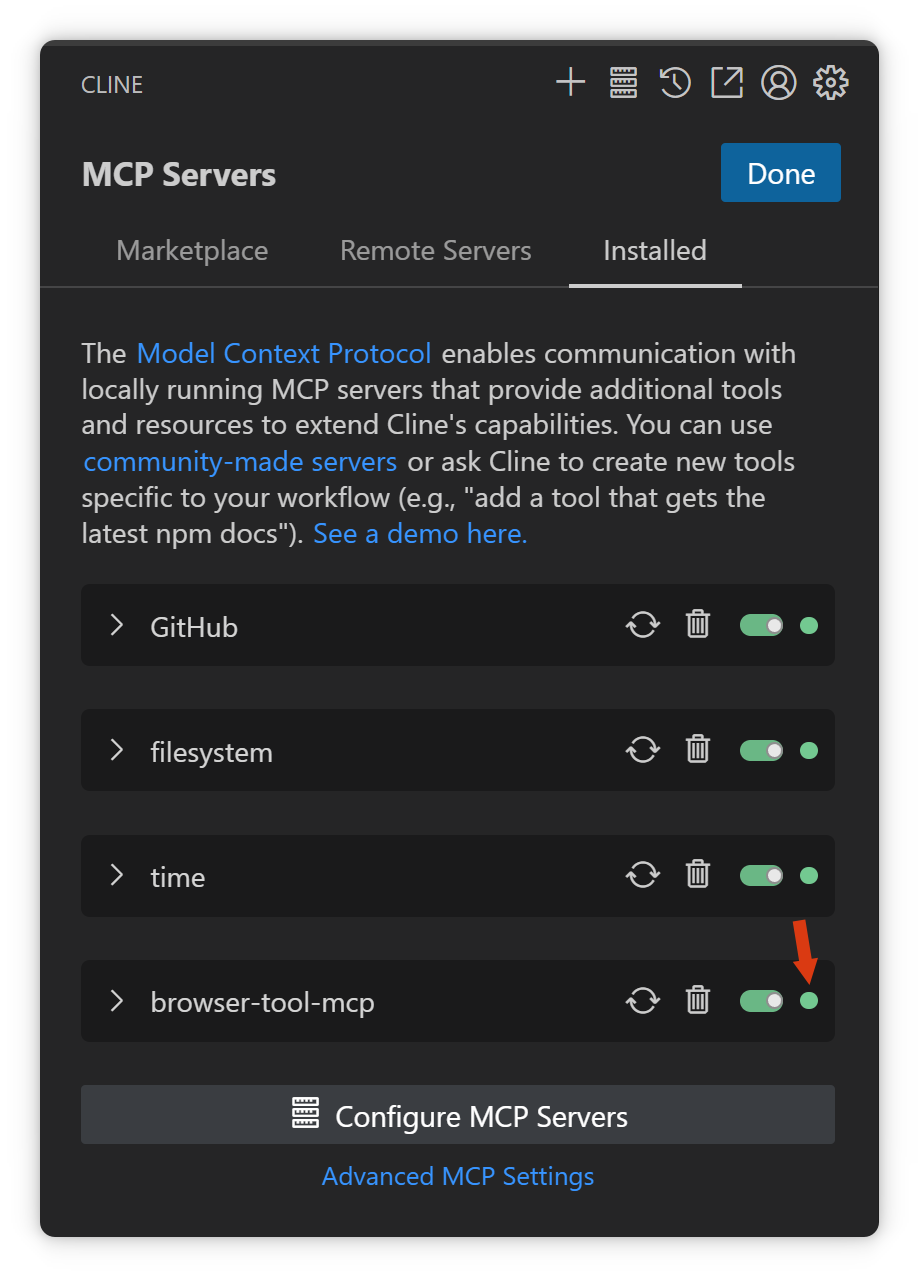 CLINE
MCP Servers
Done
Marketplace
Remote Servers
Installed
The Model Context Protocol enables communication with
locally running MCP servers that provide additional tools
and resources to extend Cline's capabilities. You can use
community-made servers or ask Cline to create new tools
specific to your workflow (e.g., "add a tool that gets the
latest npm docs"). See a demo here.
GitHub
filesystem
time
browser-tool-mcp
Configure MCP Servers
Advanced MCP Settings